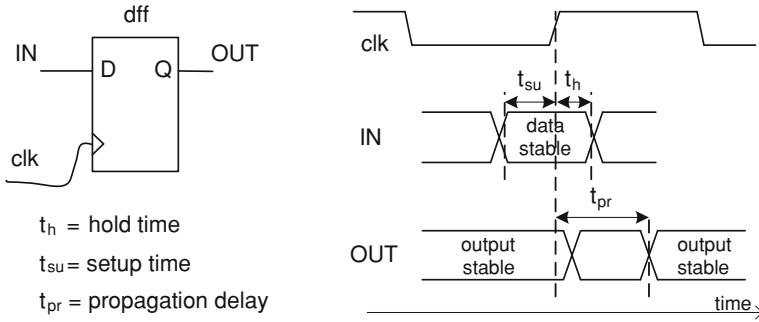 dff
IN
D
Q
OUT
clk
t_h = hold time
t_su = setup time
t_pr = propagation delay
clk
t_su
t_h
IN
data
stable
t_pr
OUT
output
stable
output
stable
time